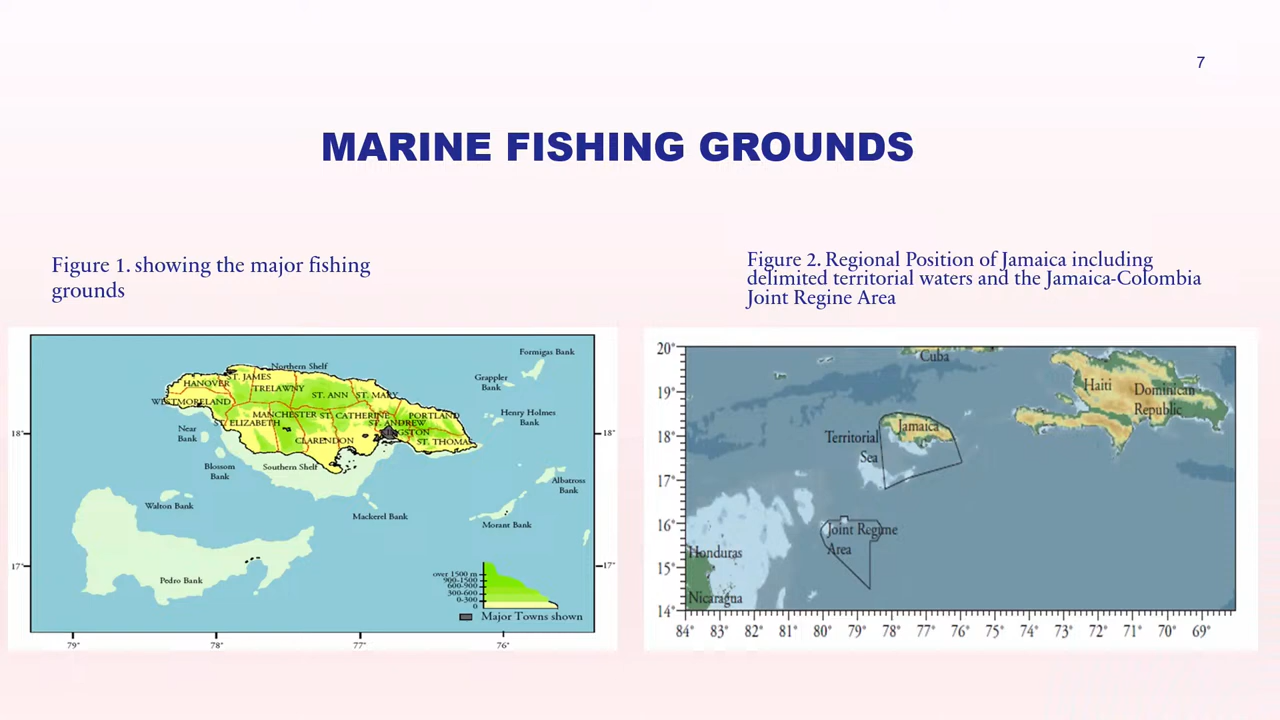 7
MARINE FISHING GROUNDS
Figure 1. showing the major fishing
grounds
Figure 2. Regional Position of Jamaica including
delimited territorial waters and the Jamaica-Colombia
Joint Regine Area
Formigas Bank
Northern Shelf
Grappler
Bank
ST. JAMES
HANOVER
TRELAWNY
ST. ANN
ST. MARY
WESTMORELAND
Henry Holmes
Bank
MANCHESTER
ST. CATHERINE
PORTLAND
ST. ELIZABETH
ST. ANDREW
Near
Bank
CLARENDON
KINGSTON
ST. THOMAS
18°
18°
Blossom
Bank
Southern Shelf
Albatross
Bank
Walton Bank
Mackerel Bank
Morant Bank
17°
17°
Pedro Bank
over 1500 m
900-1500
600-900
300-600
0-300
0
Major Towns shown
79°
78°
77°
76°
20°
19°
18°
17°
16°
15°
14°
Cuba
Haiti
Dominican
Republic
Jamaica
Territorial
Sea
Joint Regime
Area
Honduras
Nicaragua
84° 83° 82° 81° 80° 79° 78° 77° 76° 75° 74° 73° 72° 71° 70° 69°